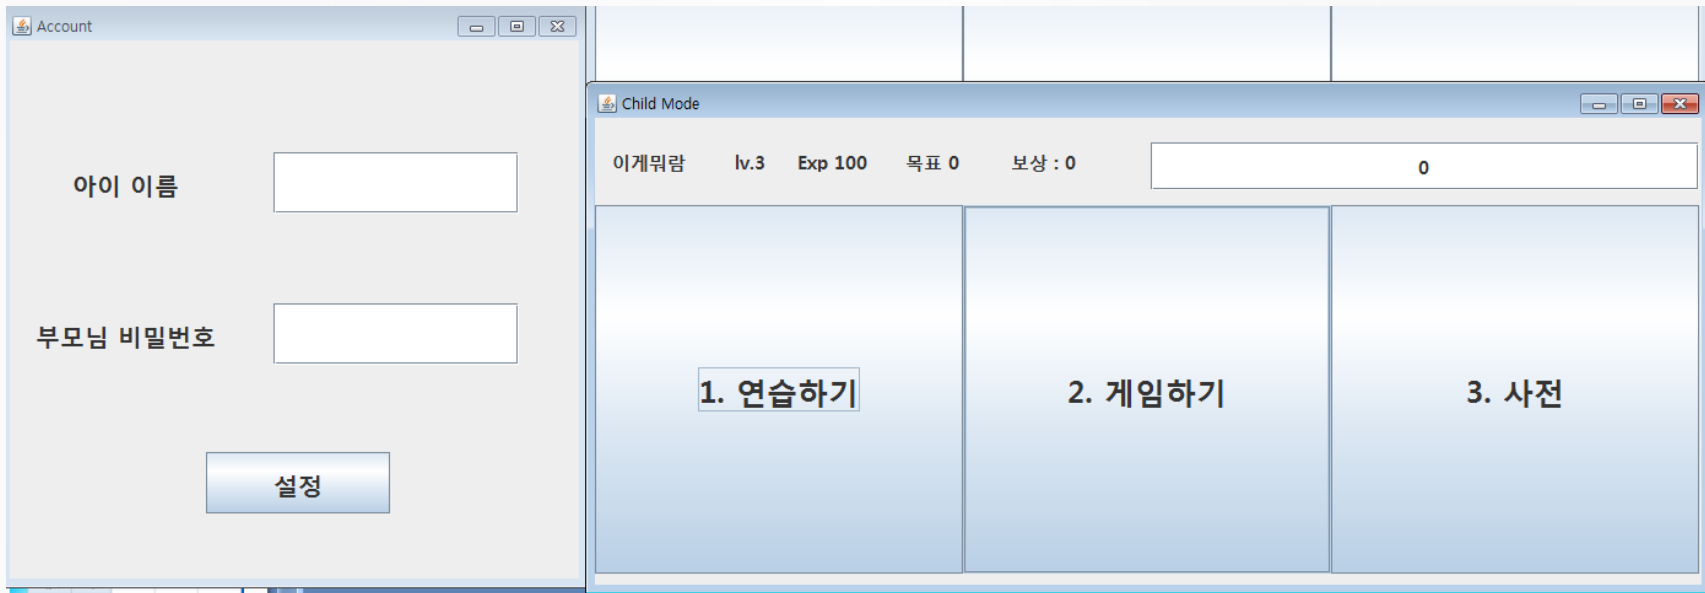 Account
아이 이름
부모님 비밀번호
설정
Child Mode
이게뭐람 lv.3 Exp 100 목표 0 보상 : 0 0
1. 연습하기 2. 게임하기 3. 사전